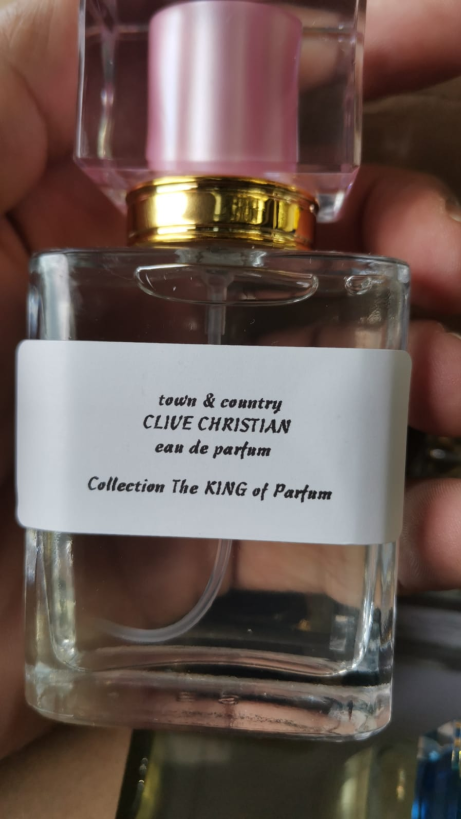 town & country
CLIVE CHRISTIAN
eau de parfum
Collection The KING of Parfum